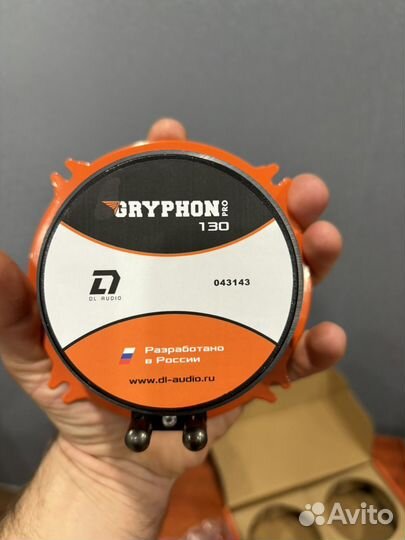 GRYPHON PRO
130
DL AUDIO
043143
Разработано
в России
www.dl-audio.ru
Avito